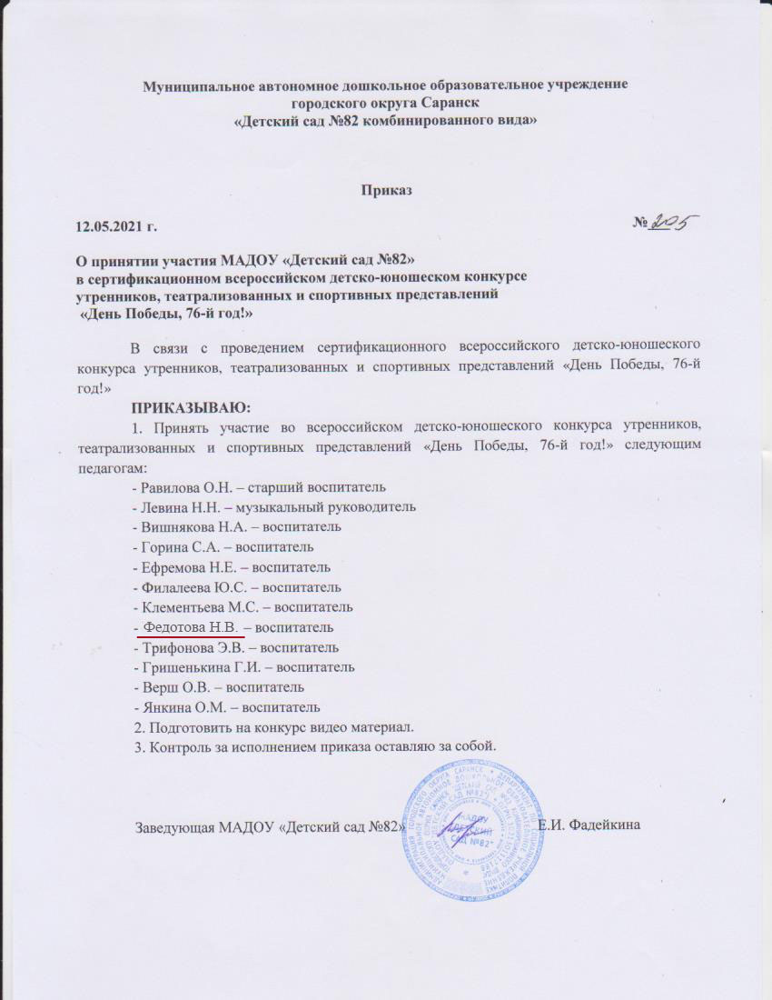 Муниципальное автономное дошкольное образовательное учреждение
городского округа Саранск
«Детский сад №82 комбинированного вида»
Приказ
12.05.2021 г.
№ 205
О принятии участия МАДОУ «Детский сад №82»
в сертификационном всероссийском детско-юношеском конкурсе
утренников, театрализованных и спортивных представлений
«День Победы, 76-й год!»
В связи с проведением сертификационного всероссийского детско-юношеского
конкурса утренников, театрализованных и спортивных представлений «День Победы, 76-й
год!»
ПРИКАЗЫВАЮ:
1. Принять участие во всероссийском детско-юношеского конкурса утренников,
театрализованных и спортивных представлений «День Победы, 76-й год!» следующим
педагогам:
- Равилова О.Н. – старший воспитатель
- Левина Н.Н. – музыкальный руководитель
- Вишнякова Н.А. – воспитатель
- Горина С.А. – воспитатель
- Ефремова Н.Е. – воспитатель
- Филалеева Ю.С. – воспитатель
- Клементьева М.С. – воспитатель
- Федотова Н.В. – воспитатель
- Трифонова Э.В. – воспитатель
- Гришенькина Г.И. – воспитатель
- Верш О.В. – воспитатель
- Янкина О.М. – воспитатель
2. Подготовить на конкурс видео материал.
3. Контроль за исполнением приказа оставляю за собой.
Заведующая МАДОУ «Детский сад №82»
Е.И. Фадейкина
МАДОУ
"ДЕТСКИЙ
САД №82"